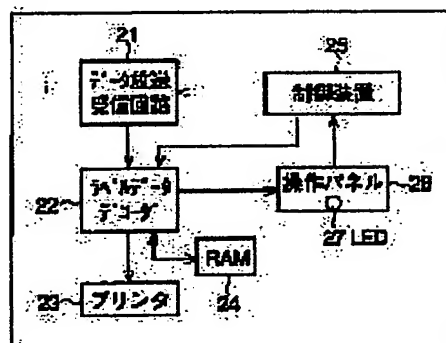 21
データ放送
受信回路
25
制御装置
22
ラベルデータ
デコーダ
操作パネル
26
27 LED
RAM
24
23
プリンタ